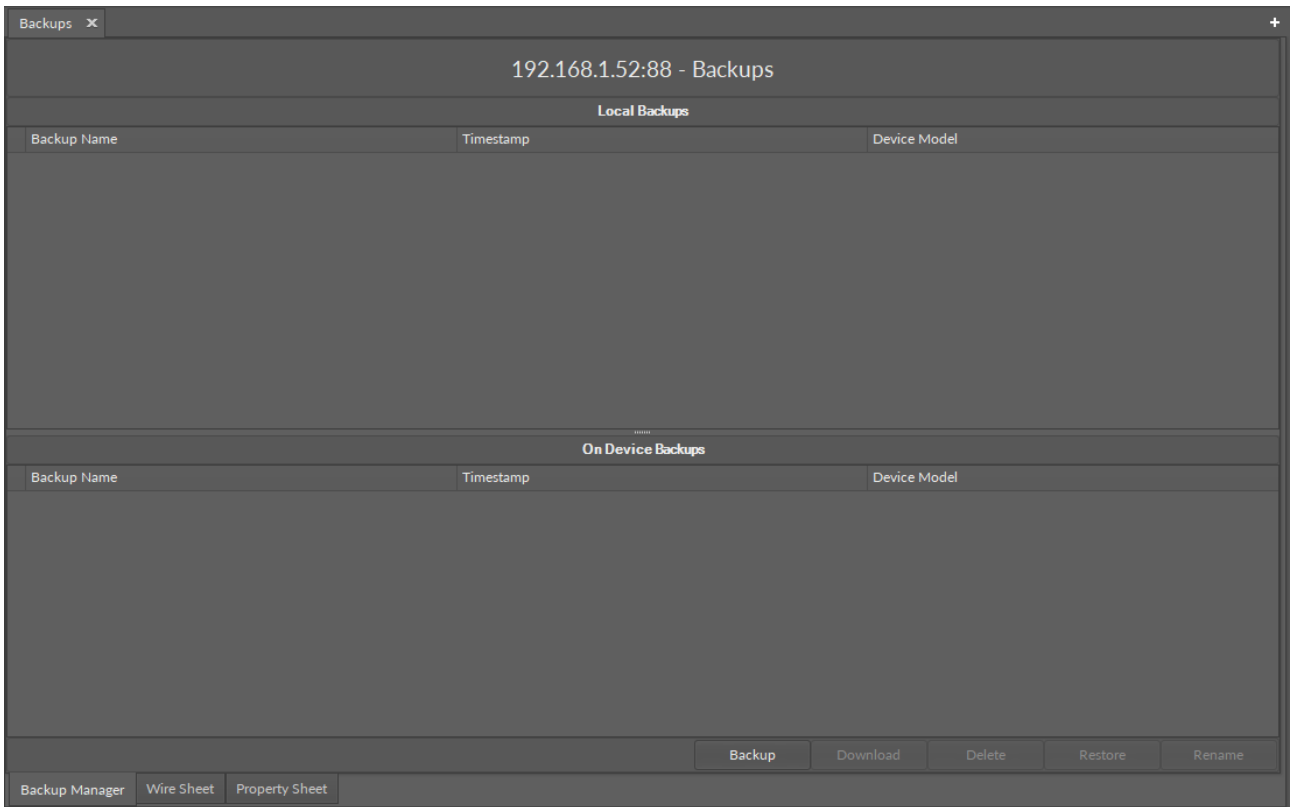 Backups ×
+
192.168.1.52:88 - Backups
Local Backups
Backup Name Timestamp Device Model
On Device Backups
Backup Name Timestamp Device Model
Backup Download Delete Restore Rename
Backup Manager Wire Sheet Property Sheet